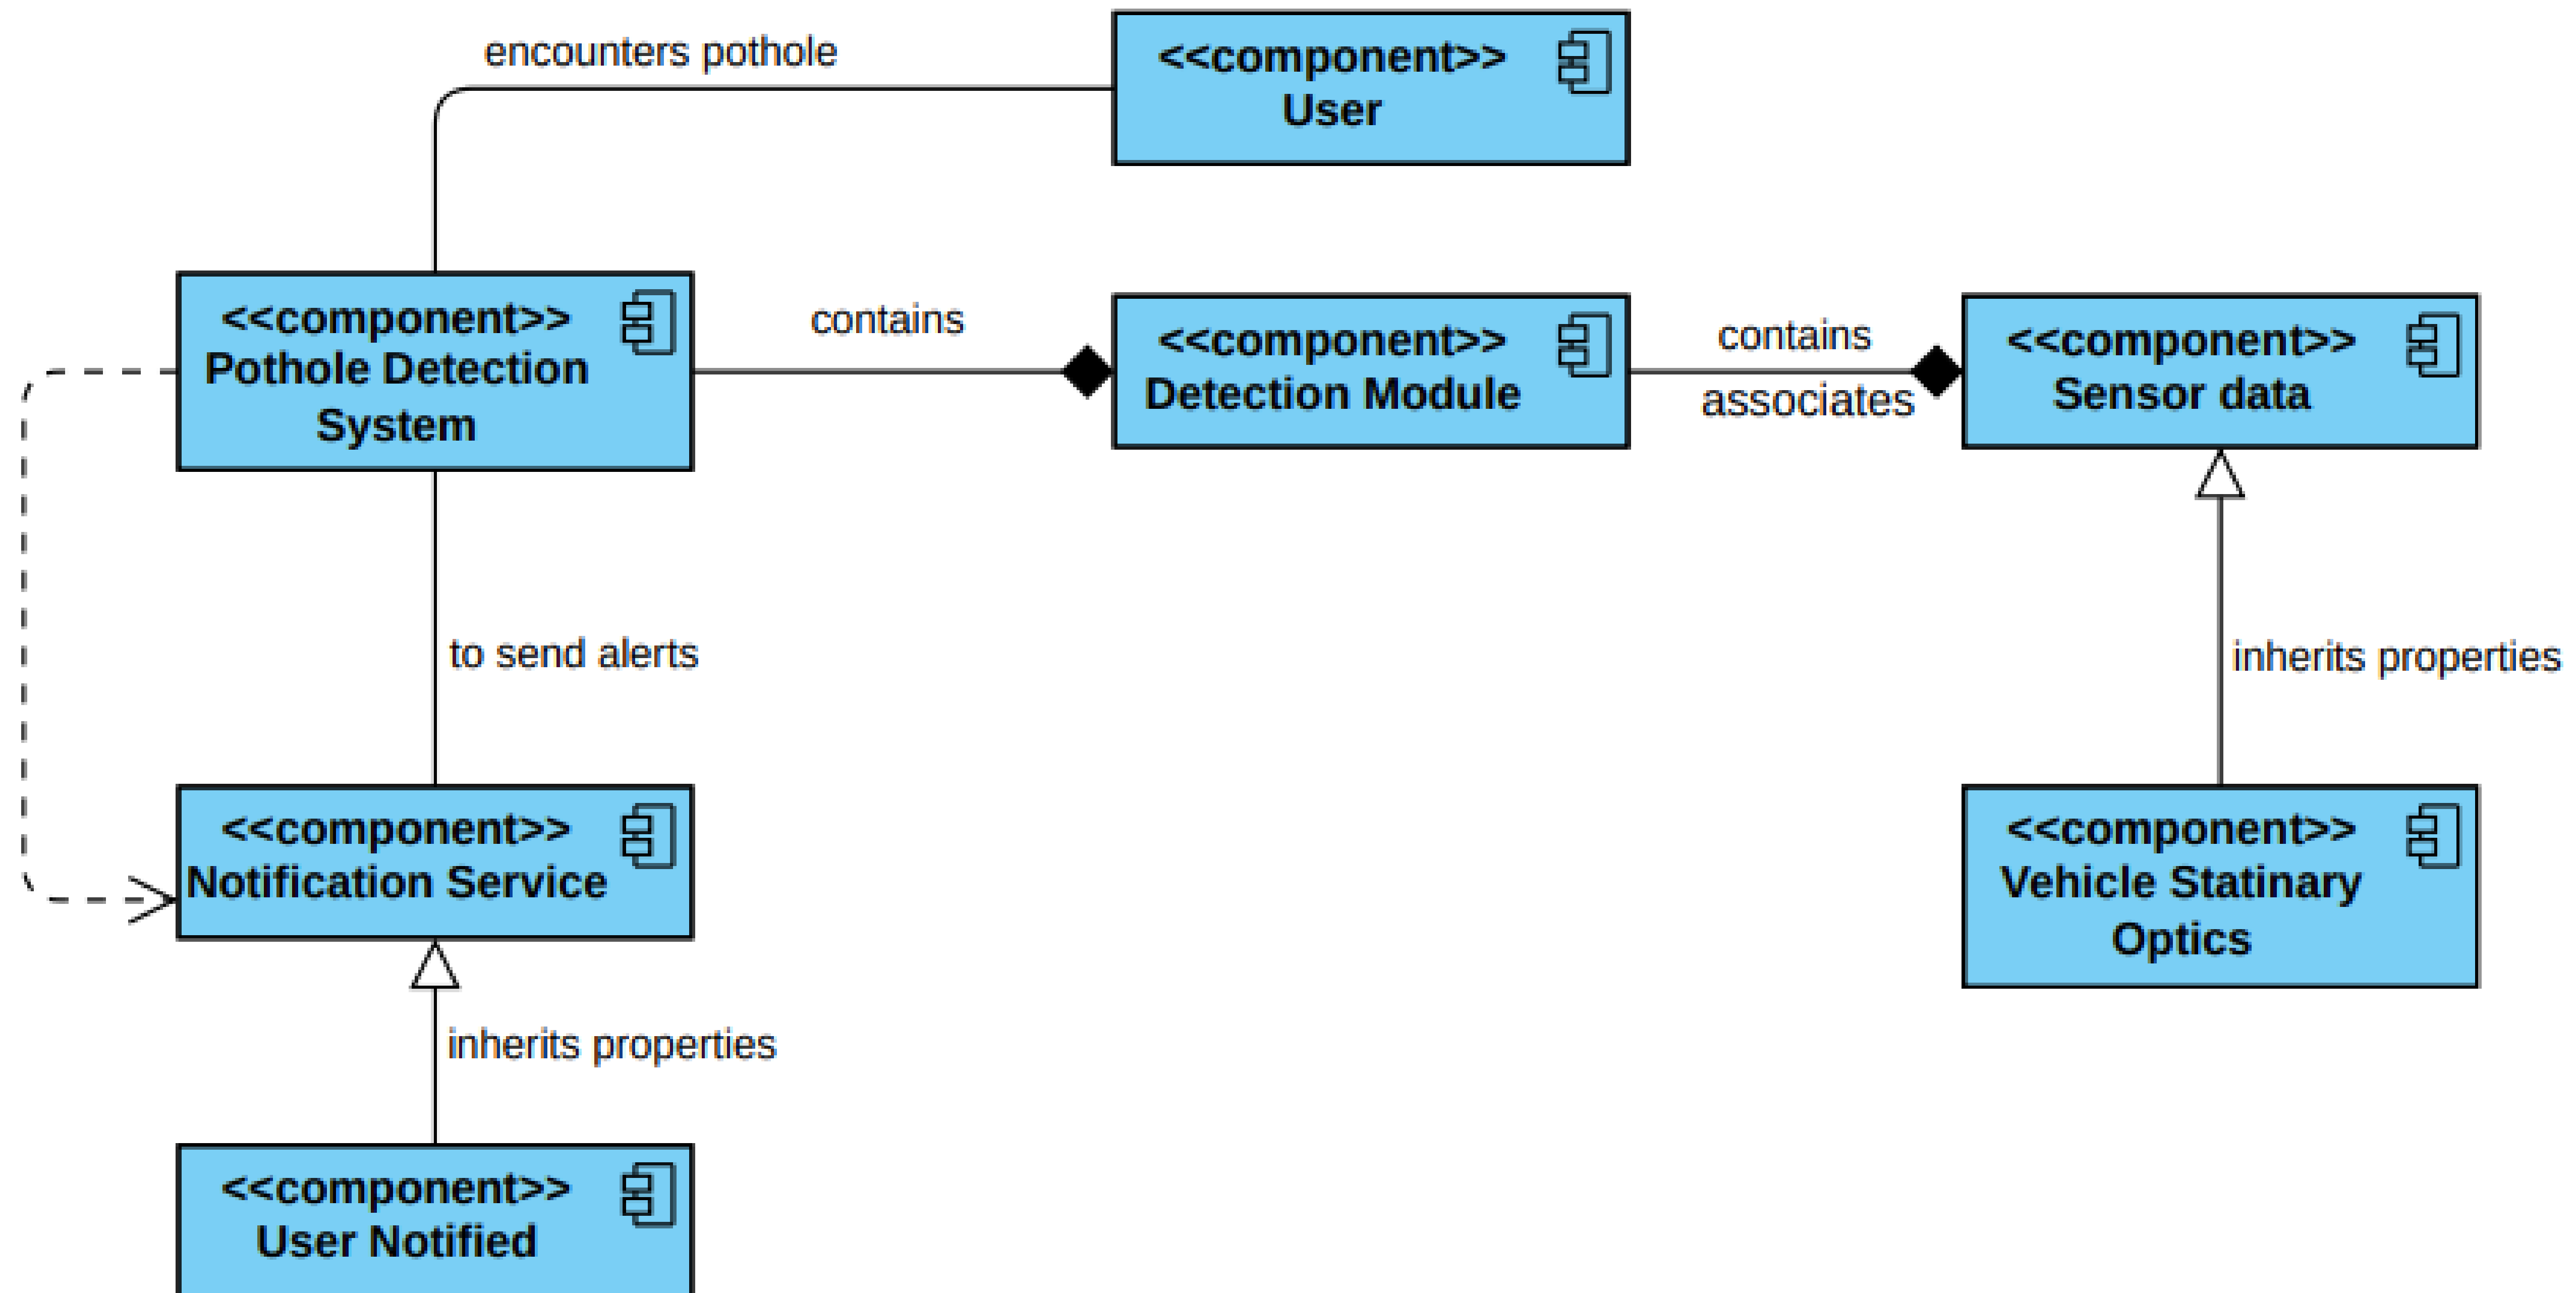 encounters pothole
<<component>>
User
<<component>>
Pothole Detection
System
contains
<<component>>
Detection Module
contains
associates
<<component>>
Sensor data
to send alerts
inherits properties
<<component>>
Notification Service
<<component>>
Vehicle Statinary
Optics
inherits properties
<<component>>
User Notified